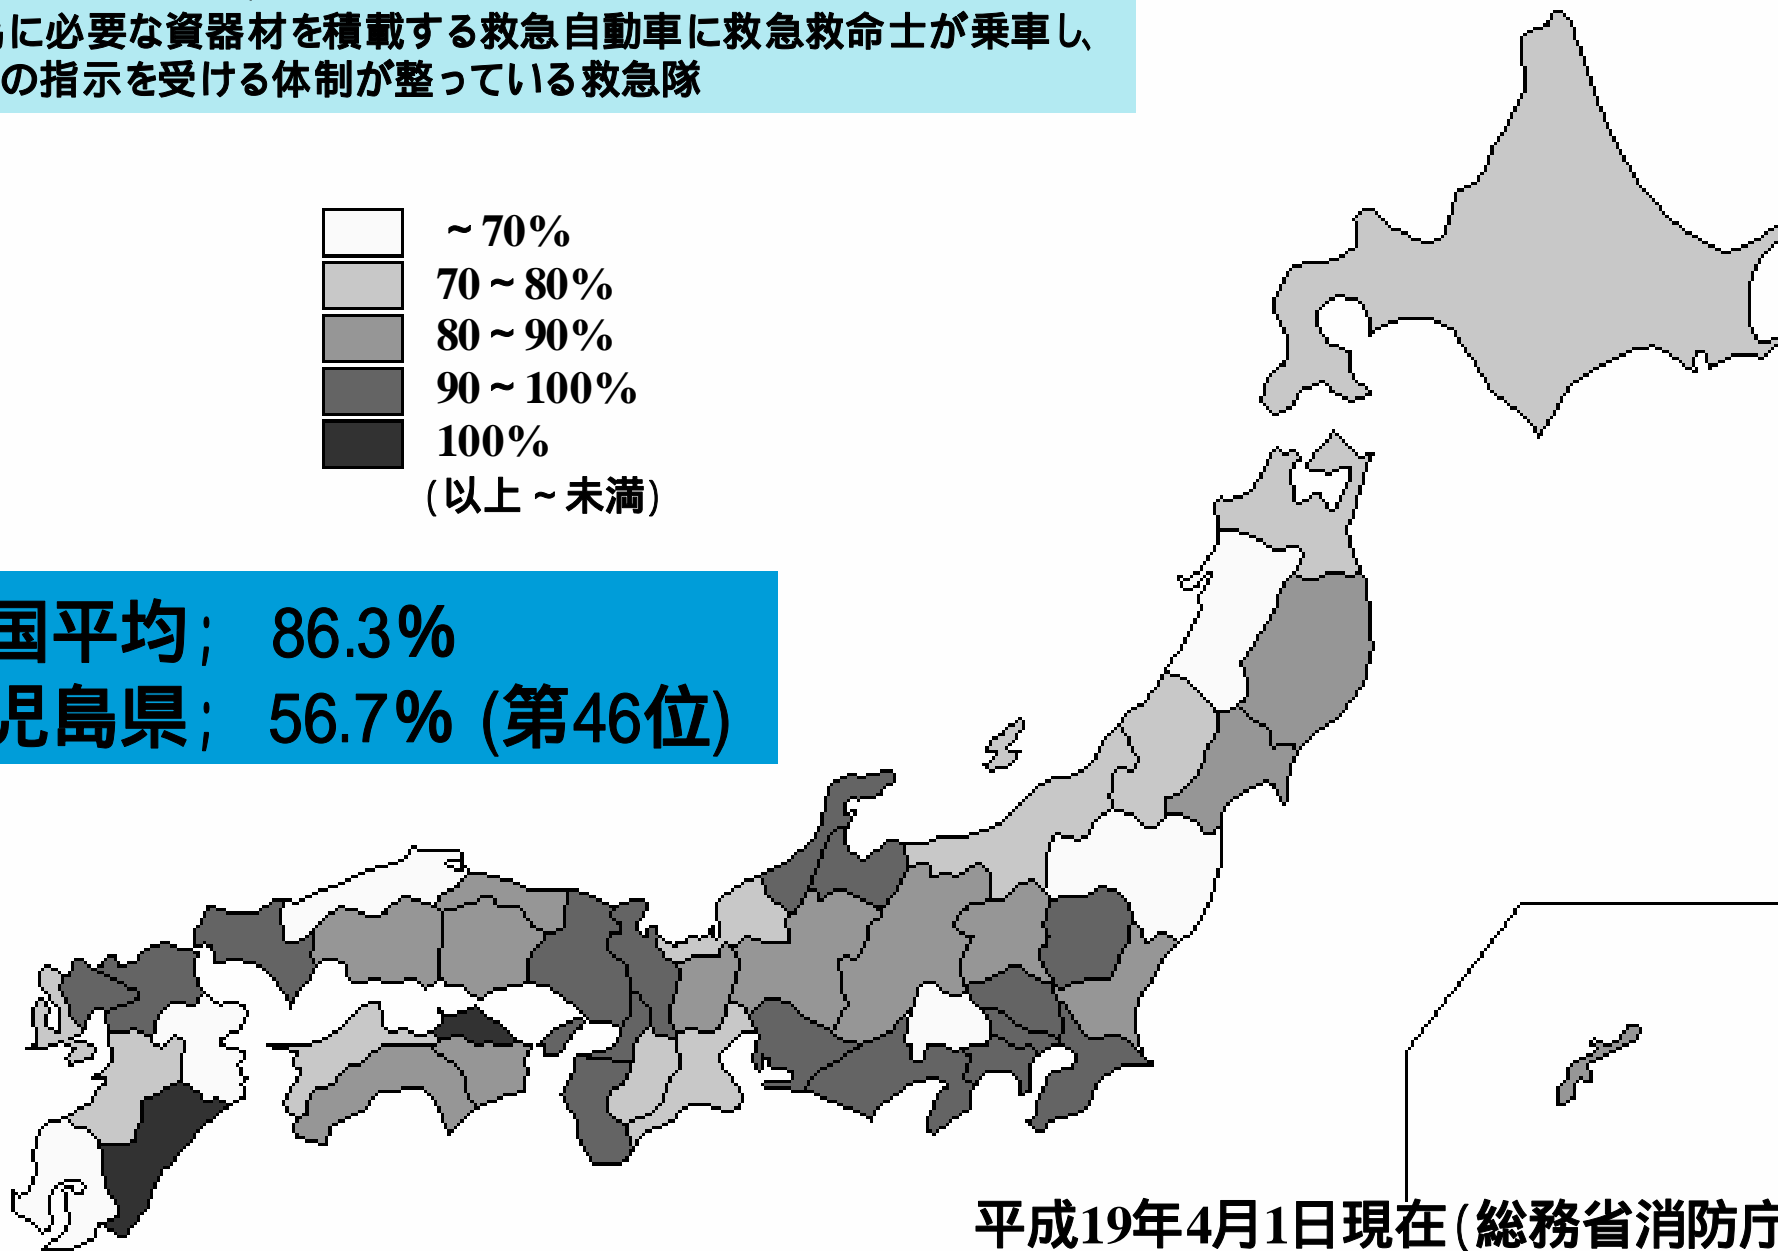 に必要な資器材を積載する救急自動車に救急救命士が乗車し、
の指示を受ける体制が整っている救急隊
~70%
70~80%
80~90%
90~100%
100%
(以上~未満)
国平均; 86.3%
児島県; 56.7% (第46位)
平成19年4月1日現在(総務省消防庁